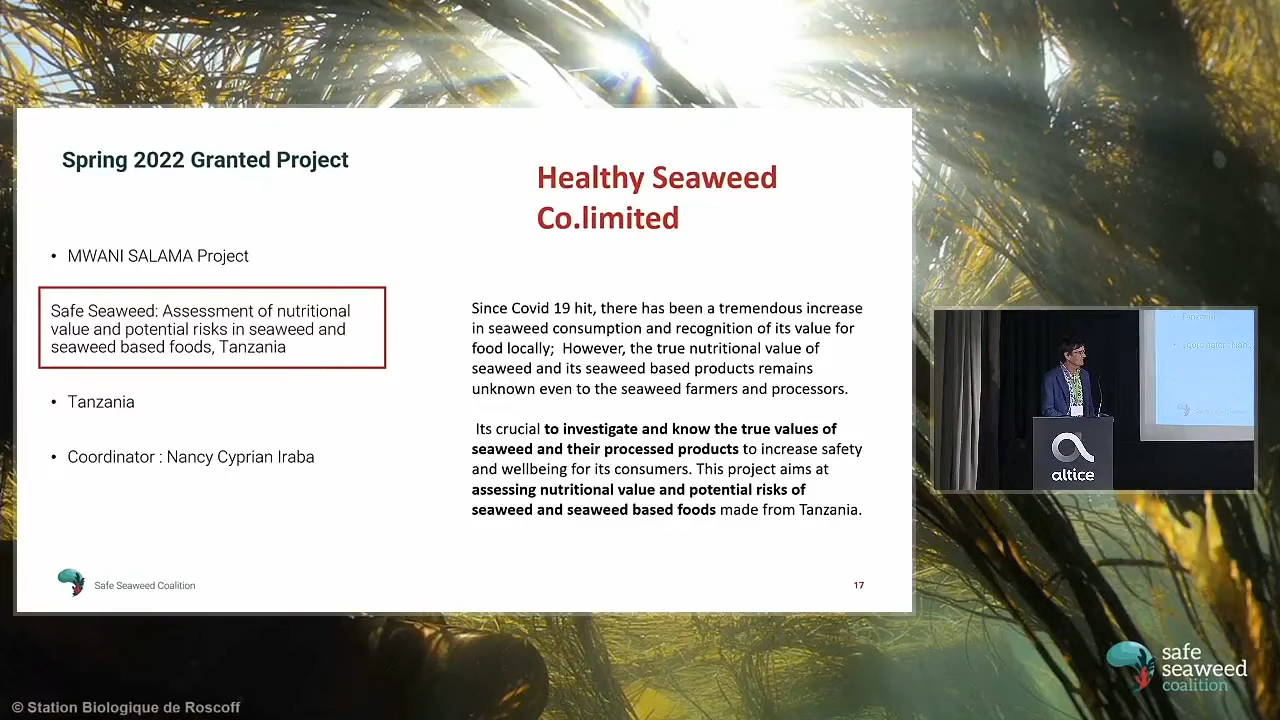 Spring 2022 Granted Project
Healthy Seaweed
Co.limited
• MWANI SALAMA Project
Safe Seaweed: Assessment of nutritional
value and potential risks in seaweed and
seaweed based foods, Tanzania
• Tanzania
• Coordinator : Nancy Cyprian Iraba
Since Covid 19 hit, there has been a tremendous increase
in seaweed consumption and recognition of its value for
food locally; However, the true nutritional value of
seaweed and its seaweed based products remains
unknown even to the seaweed farmers and processors.
Its crucial to investigate and know the true values of
seaweed and their processed products to increase safety
and wellbeing for its consumers. This project aims at
assessing nutritional value and potential risks of
seaweed and seaweed based foods made from Tanzania.
Safe Seaweed Coalition
17
altice
safe
seaweed
coalition
© Station Biologique de Roscoff